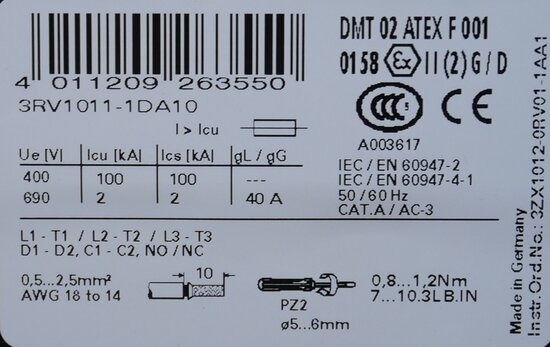 DMT 02 ATEX F 001
0158 Ex II (2) G / D
4 011209 263550
3RV1011-1DA10
I > Icu
CCC CE
A003617
Ue [V] Icu [kA] Ics [kA] gL / gG
400 100 100 ---
690 2 2 40 A
IEC / EN 60947-2
IEC / EN 60947-4-1
50 / 60 Hz
CAT.A / AC-3
L1 - T1 / L2 - T2 / L3 - T3
D1 - D2, C1 - C2, NO / NC
0,5...2,5mm²
AWG 18 to 14
10
PZ2
ø5...6mm
0,8...1,2Nm
7...10.3LB.IN
Made in Germany
Instr.Ord.No.: 3ZX1012-0RV01-1AA1